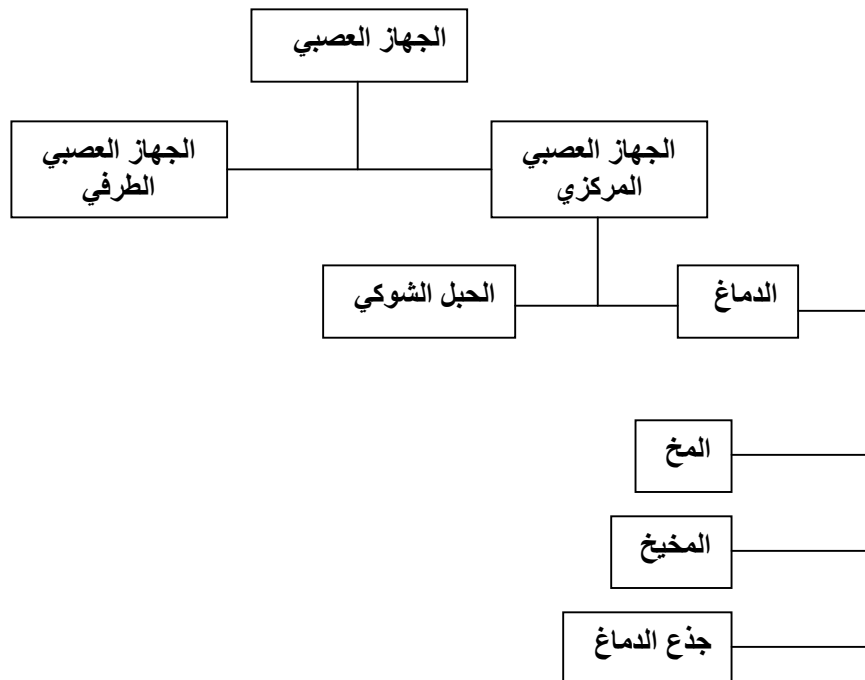 الجهاز العصبي
الجهاز العصبي
المركزي
الجهاز العصبي
الطرفي
الدماغ
الحبل الشوكي
المخ
المخيخ
جذع الدماغ